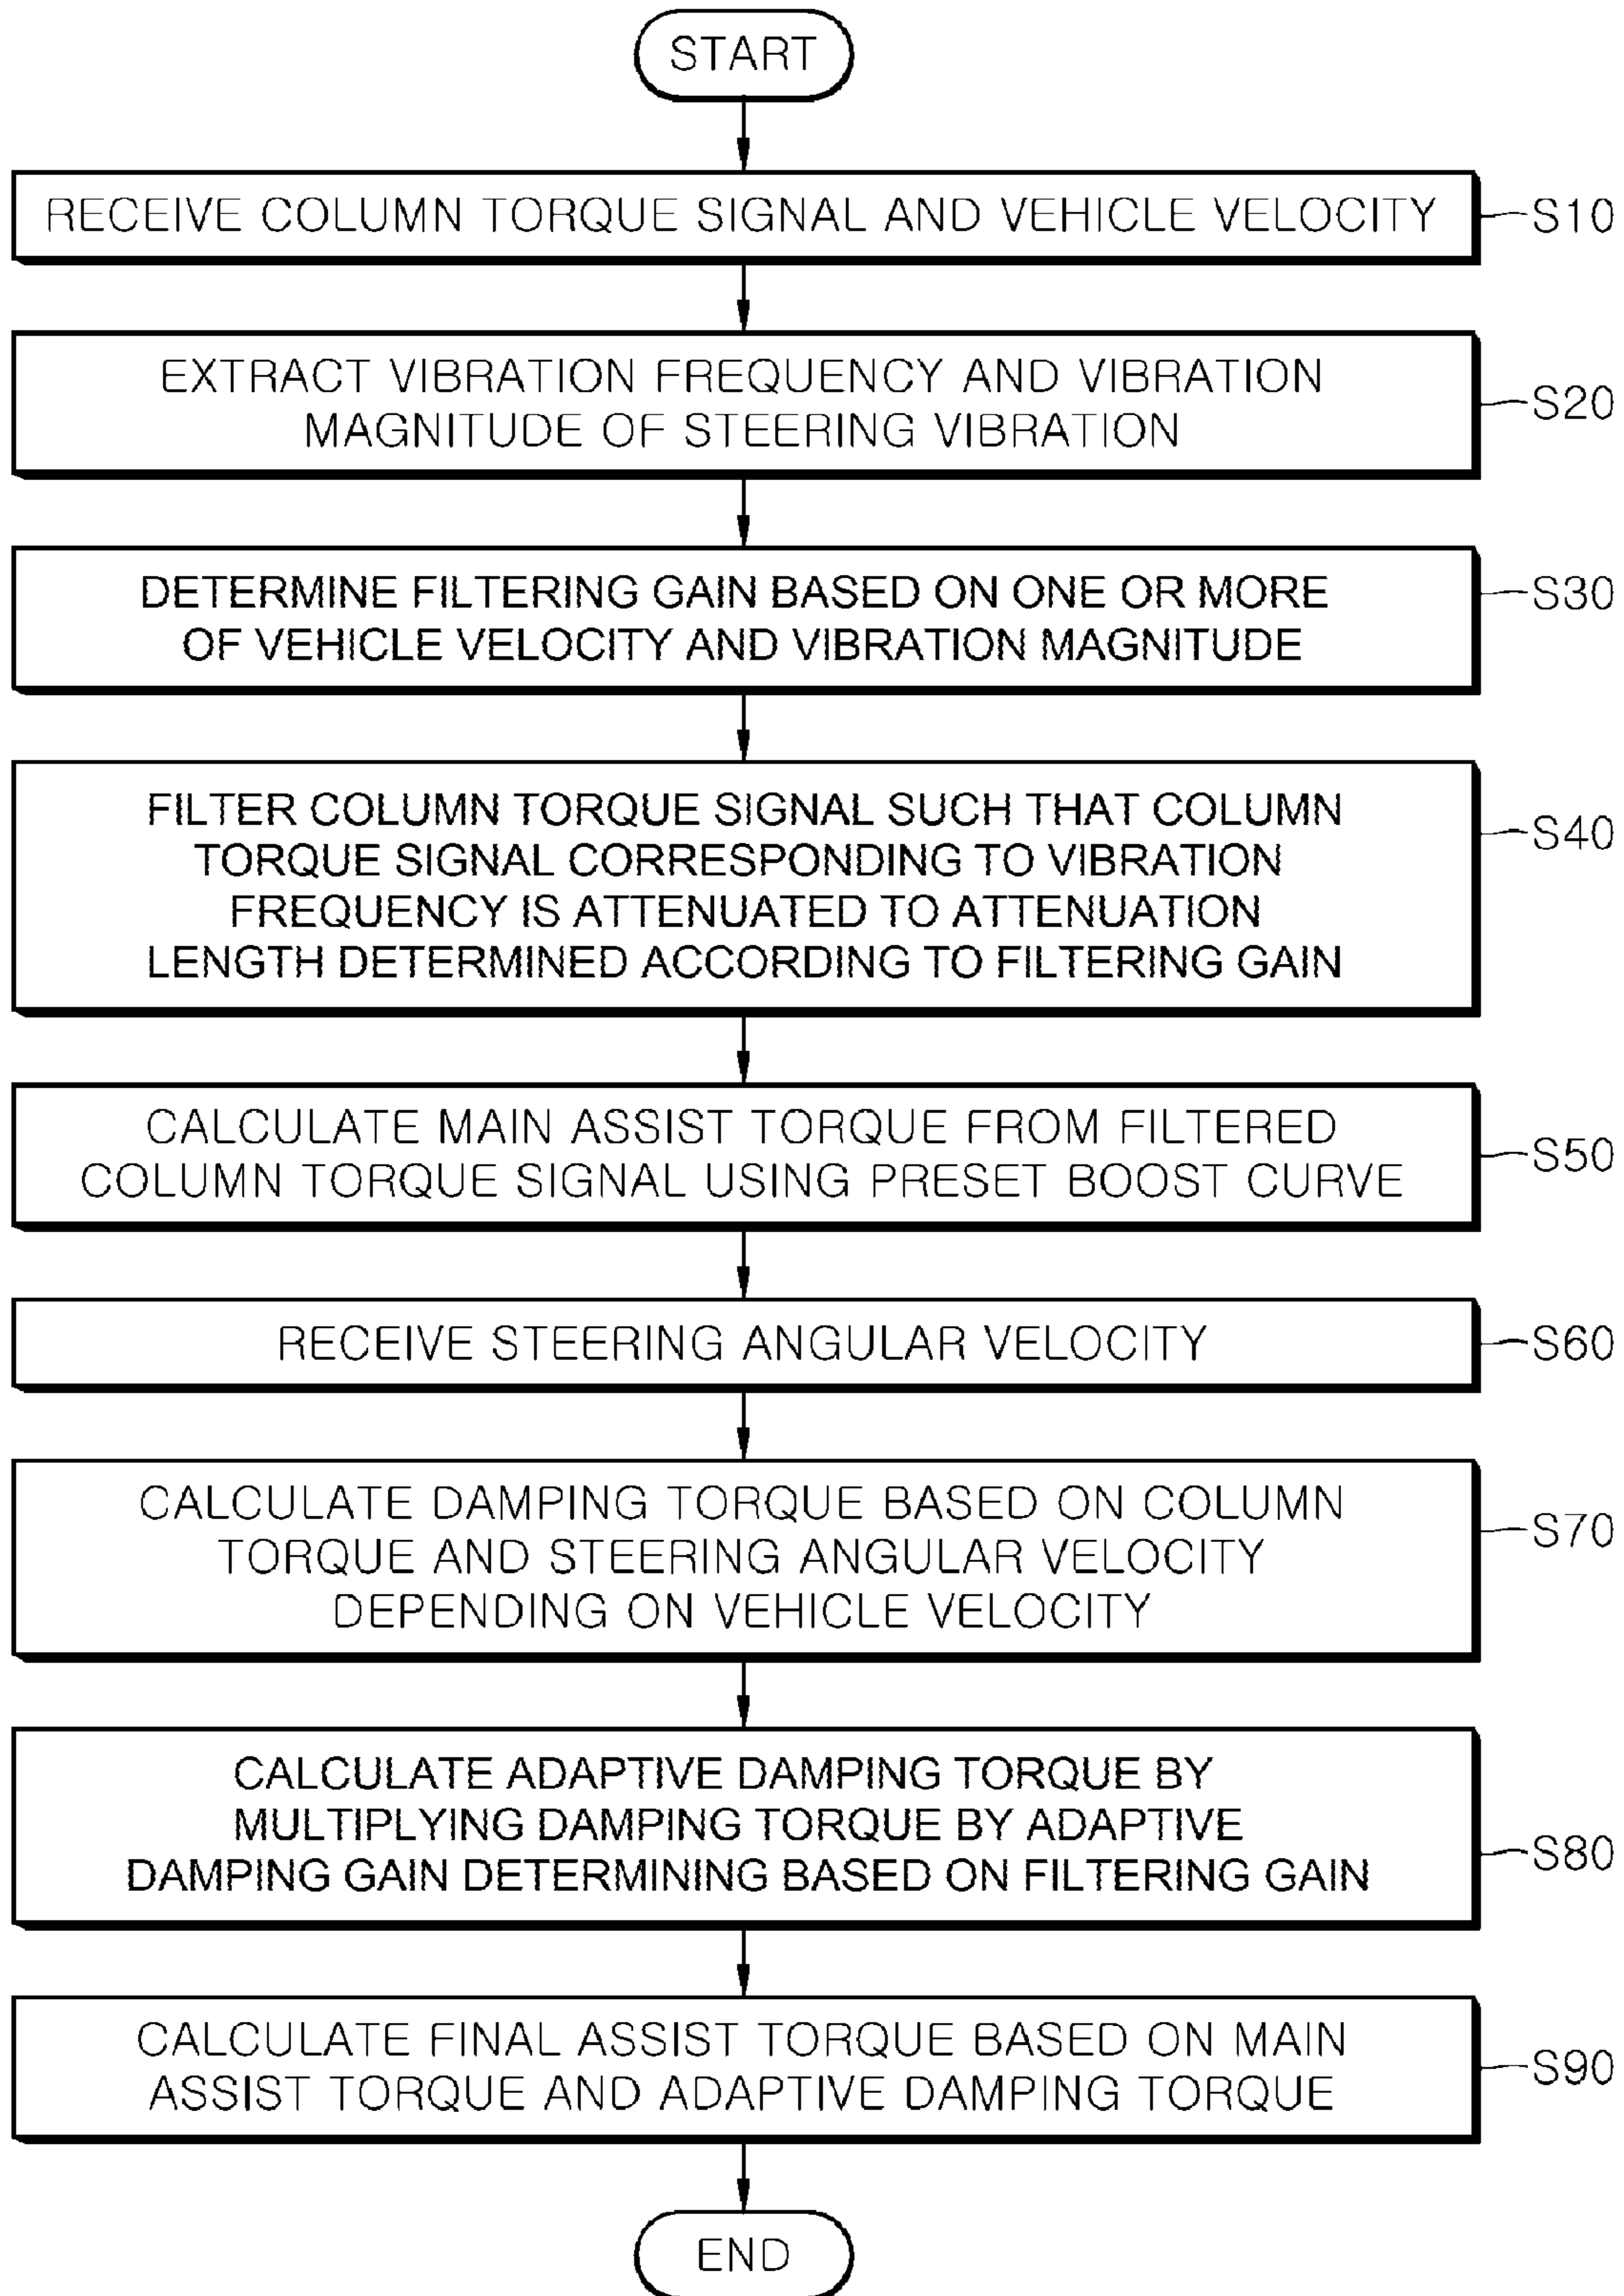 START
RECEIVE COLUMN TORQUE SIGNAL AND VEHICLE VELOCITY
S10
EXTRACT VIBRATION FREQUENCY AND VIBRATION
MAGNITUDE OF STEERING VIBRATION
S20
DETERMINE FILTERING GAIN BASED ON ONE OR MORE
OF VEHICLE VELOCITY AND VIBRATION MAGNITUDE
S30
FILTER COLUMN TORQUE SIGNAL SUCH THAT COLUMN
TORQUE SIGNAL CORRESPONDING TO VIBRATION
FREQUENCY IS ATTENUATED TO ATTENUATION
LENGTH DETERMINED ACCORDING TO FILTERING GAIN
S40
CALCULATE MAIN ASSIST TORQUE FROM FILTERED
COLUMN TORQUE SIGNAL USING PRESET BOOST CURVE
S50
RECEIVE STEERING ANGULAR VELOCITY
S60
CALCULATE DAMPING TORQUE BASED ON COLUMN
TORQUE AND STEERING ANGULAR VELOCITY
DEPENDING ON VEHICLE VELOCITY
S70
CALCULATE ADAPTIVE DAMPING TORQUE BY
MULTIPLYING DAMPING TORQUE BY ADAPTIVE
DAMPING GAIN DETERMINING BASED ON FILTERING GAIN
S80
CALCULATE FINAL ASSIST TORQUE BASED ON MAIN
ASSIST TORQUE AND ADAPTIVE DAMPING TORQUE
S90
END